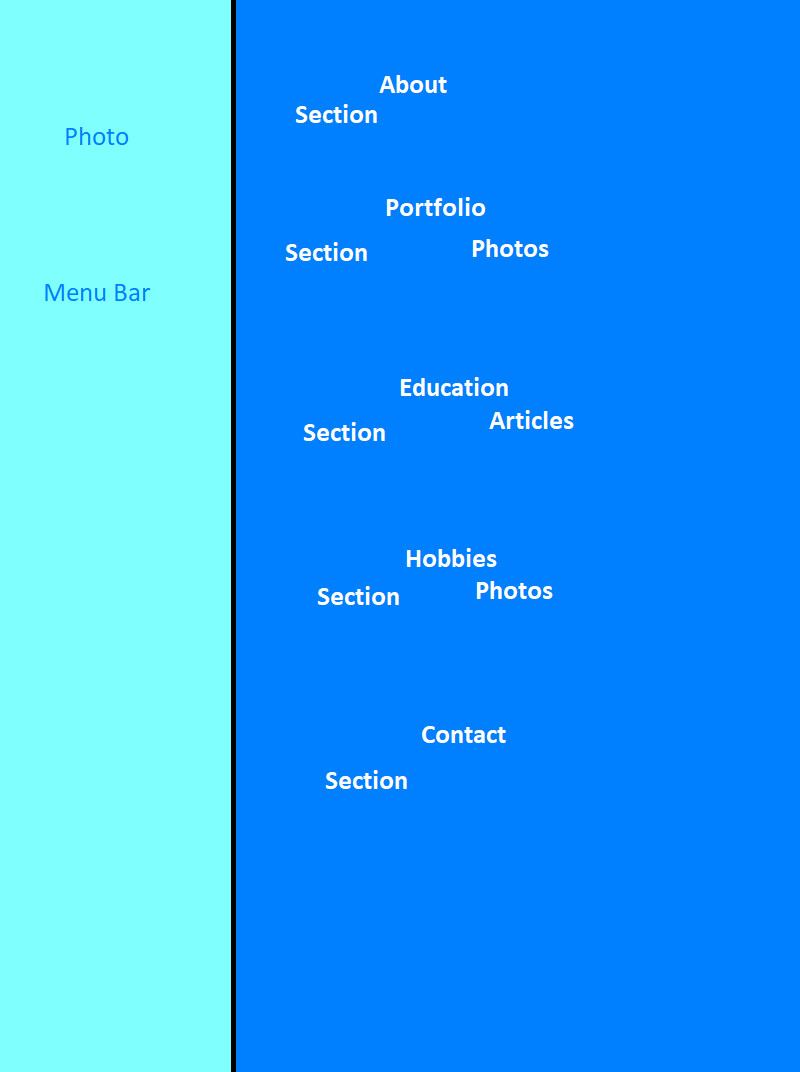 Photo
Menu Bar
About
Section
Portfolio
Section Photos
Education
Section Articles
Hobbies
Section Photos
Contact
Section